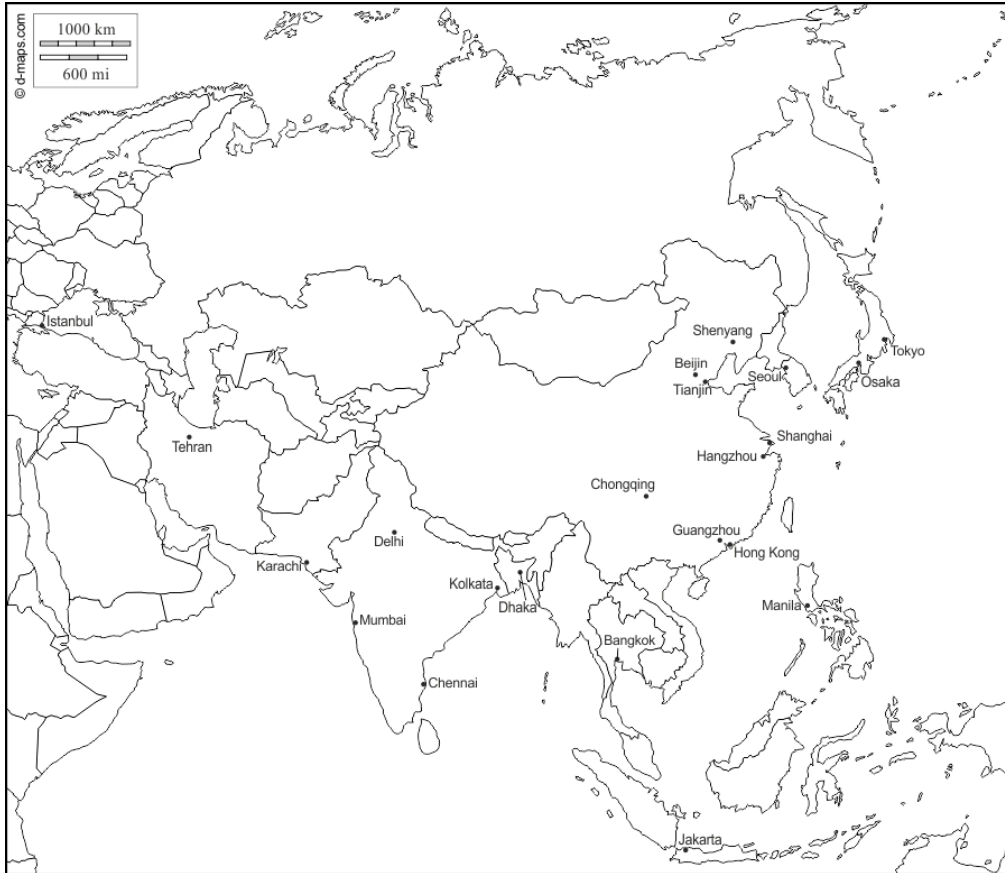 1000 km
600 mi
© d-maps.com
Istanbul
Shenyang
Tokyo
Beijin
Seoul
Osaka
Tianjin
Tehran
Shanghai
Hangzhou
Chongqing
Delhi
Guangzhou
Hong Kong
Karachi
Kolkata
Dhaka
Manila
Mumbai
Bangkok
Chennai
Jakarta